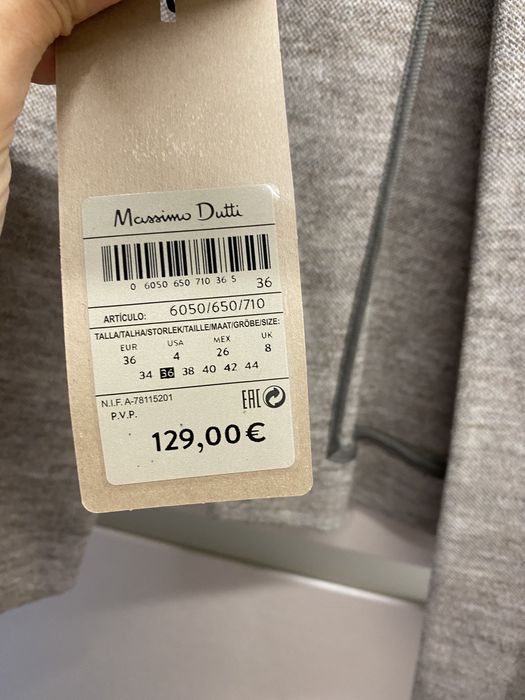 Massimo Dutti
0 6050 650 710 36 5 36
ARTÍCULO: 6050/650/710
TALLA/TALHA/STORLEK/TAILLE/MAAT/GRÖBE/SIZE:
EUR USA MEX UK
36 4 26 8
34 36 38 40 42 44
N.I.F. A-78115201 EAC
P.V.P.
129,00€